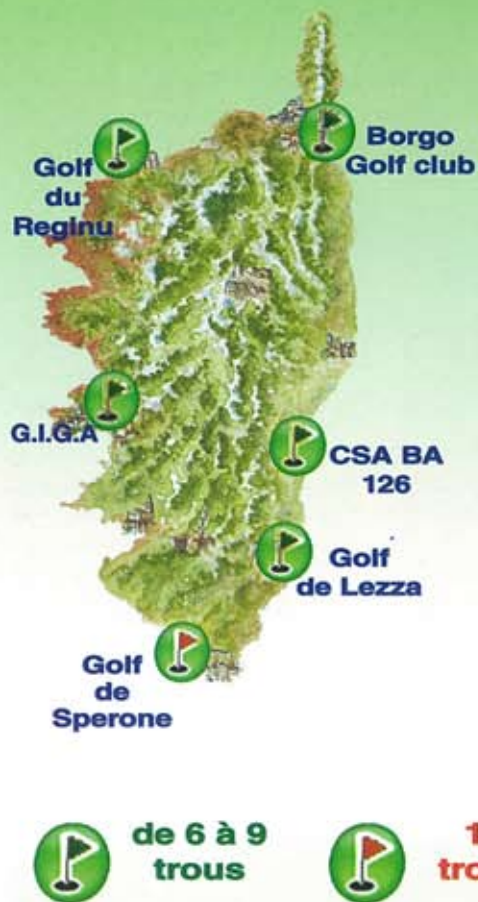 Borgo
Golf club
Golf
du
Reginu
G.I.G.A
CSA BA
126
Golf
de Lezza
Golf
de
Sperone
de 6 à 9
trous